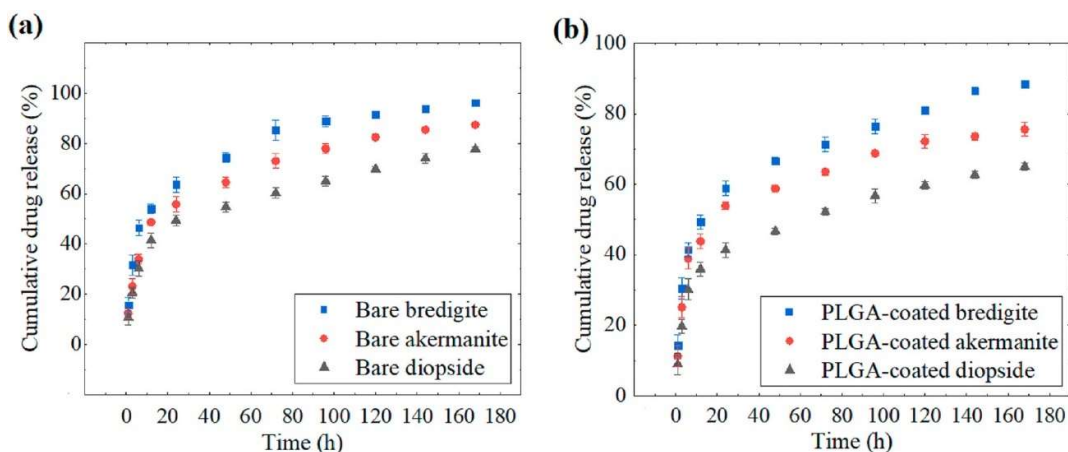 (a)
Cumulative drug release (%)
100
80
60
40
20
0
Bare bredigite
Bare akermanite
Bare diopside
0 20 40 60 80 100 120 140 160 180
Time (h)
(b)
Cumulative drug release (%)
100
80
60
40
20
0
PLGA-coated bredigite
PLGA-coated akermanite
PLGA-coated diopside
0 20 40 60 80 100 120 140 160 180
Time (h)